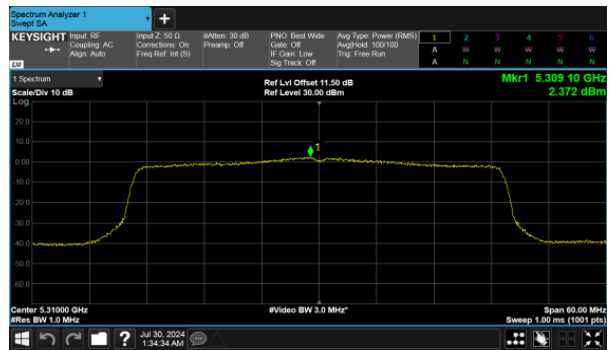 Spectrum Analyzer 1
Swept SA
+
KEYSIGHT Input: RF Input Z: 50 Ω #Atten: 30 dB PNO: Best Wide Avg Type: Power (RMS) 1 2 3 4 5 6
Coupling: AC Corrections: On Preamp: Off Gate: Off Avg|Hold: 100/100 A W W W W W
Align: Auto Freq Ref: Int (S) IF Gain: Low Trig: Free Run
Sig Track: Off A N N N N N
LXI
1 Spectrum Ref Lvl Offset 11.50 dB Mkr1 5.309 10 GHz
Scale/Div 10 dB Ref Level 30.00 dBm 2.372 dBm
Log
20.0
10.0
0.00
-10.0
-20.0
-30.0
-40.0
-50.0
-60.0
1
Center 5.31000 GHz #Video BW 3.0 MHz* Span 60.00 MHz
#Res BW 1.0 MHz Sweep 1.00 ms (1001 pts)
? Jul 30, 2024
1:34:34 AM